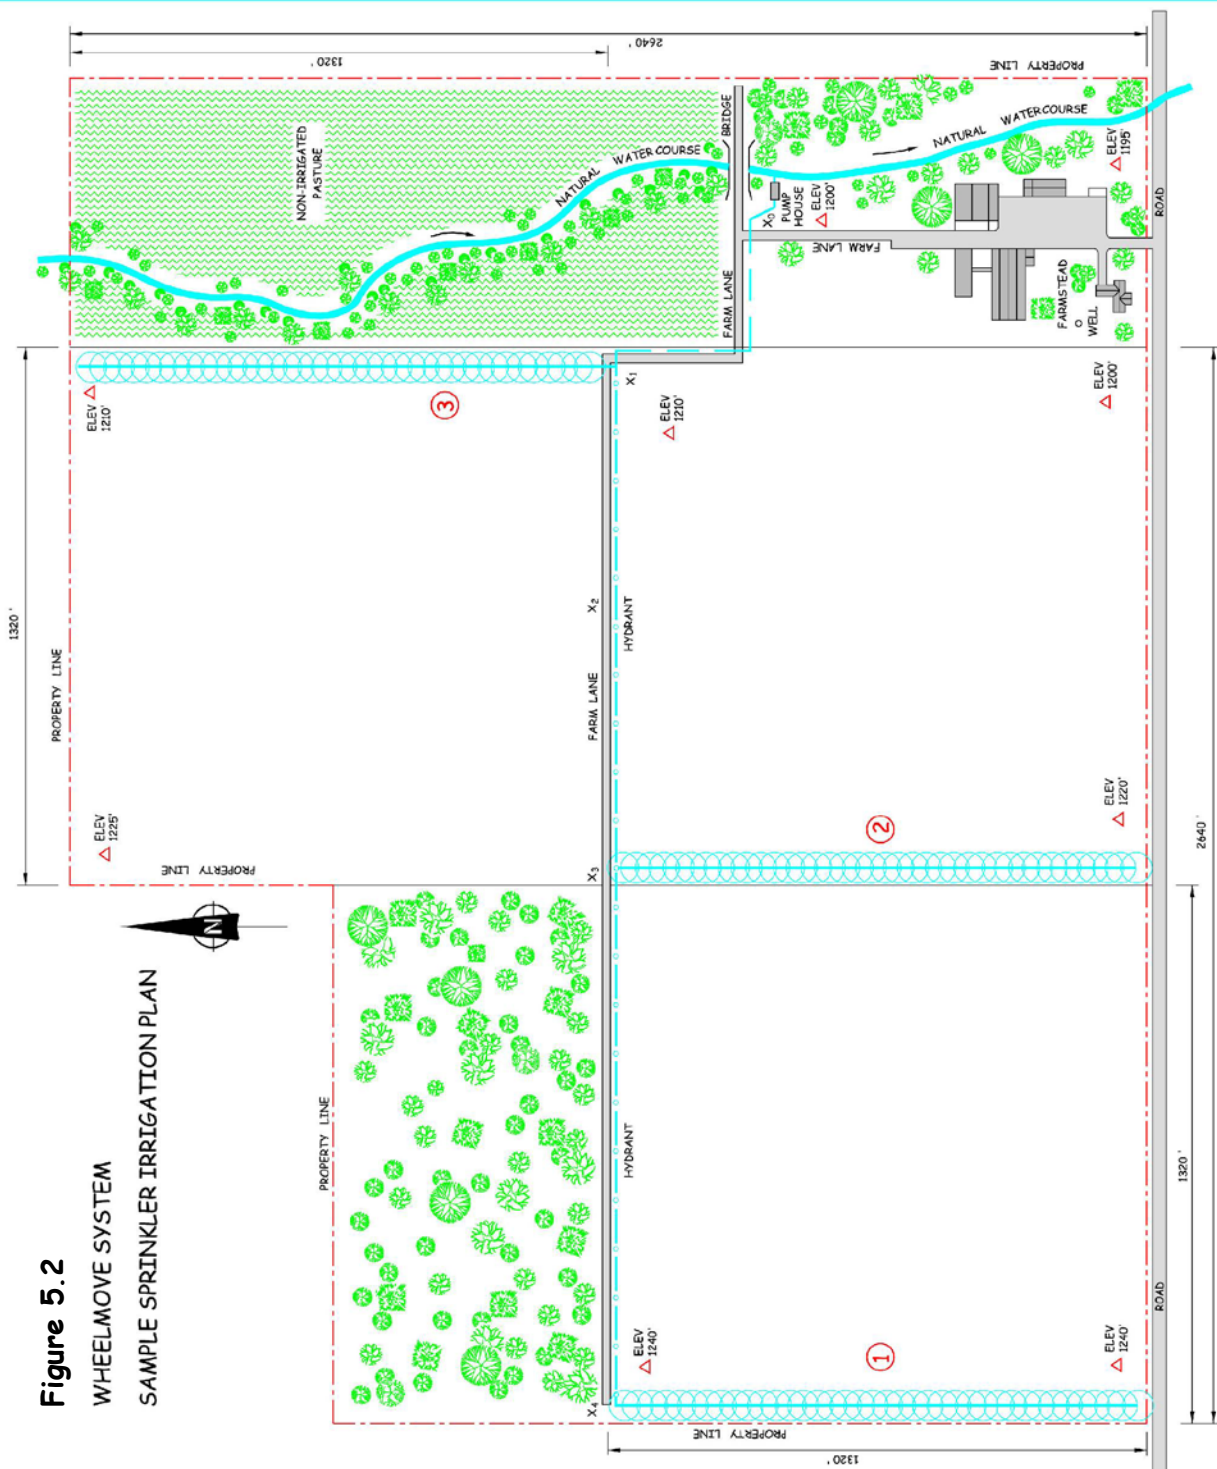 Figure 5.2
WHEELMOVE SYSTEM
SAMPLE SPRINKLER IRRIGATION PLAN
N
2640 '
1320 '
PROPERTY LINE
NON-IRRIGATED
PASTURE
NATURAL WATERCOURSE
BRIDGE
NATURAL WATERCOURSE
ELEV
1195'
ROAD
X0
PUMP
HOUSE
ELEV
1200'
FARM LANE
FARM LANE
FARMSTEAD
WELL
1320 '
PROPERTY LINE
ELEV
1210'
3
X1
ELEV
1210'
ELEV
1200'
X2
HYDRANT
FARM LANE
ELEV
1225'
PROPERTY LINE
X3
2
ELEV
1220'
2640 '
PROPERTY LINE
HYDRANT
1320 '
ELEV
1240'
1
ELEV
1240'
ROAD
X4
PROPERTY LINE
1320 '